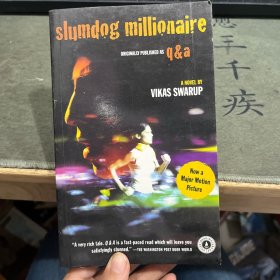 slumdog millionaire
ORIGINALLY PUBLISHED AS q&a
A NOVEL BY
VIKAS SWARUP
Now a
Major Motion
Picture
"A very rich tale. Q & A is a fast-paced read which will leave you
satisfyingly stunned." —THE WASHINGTON POST BOOK WORLD
千
疾